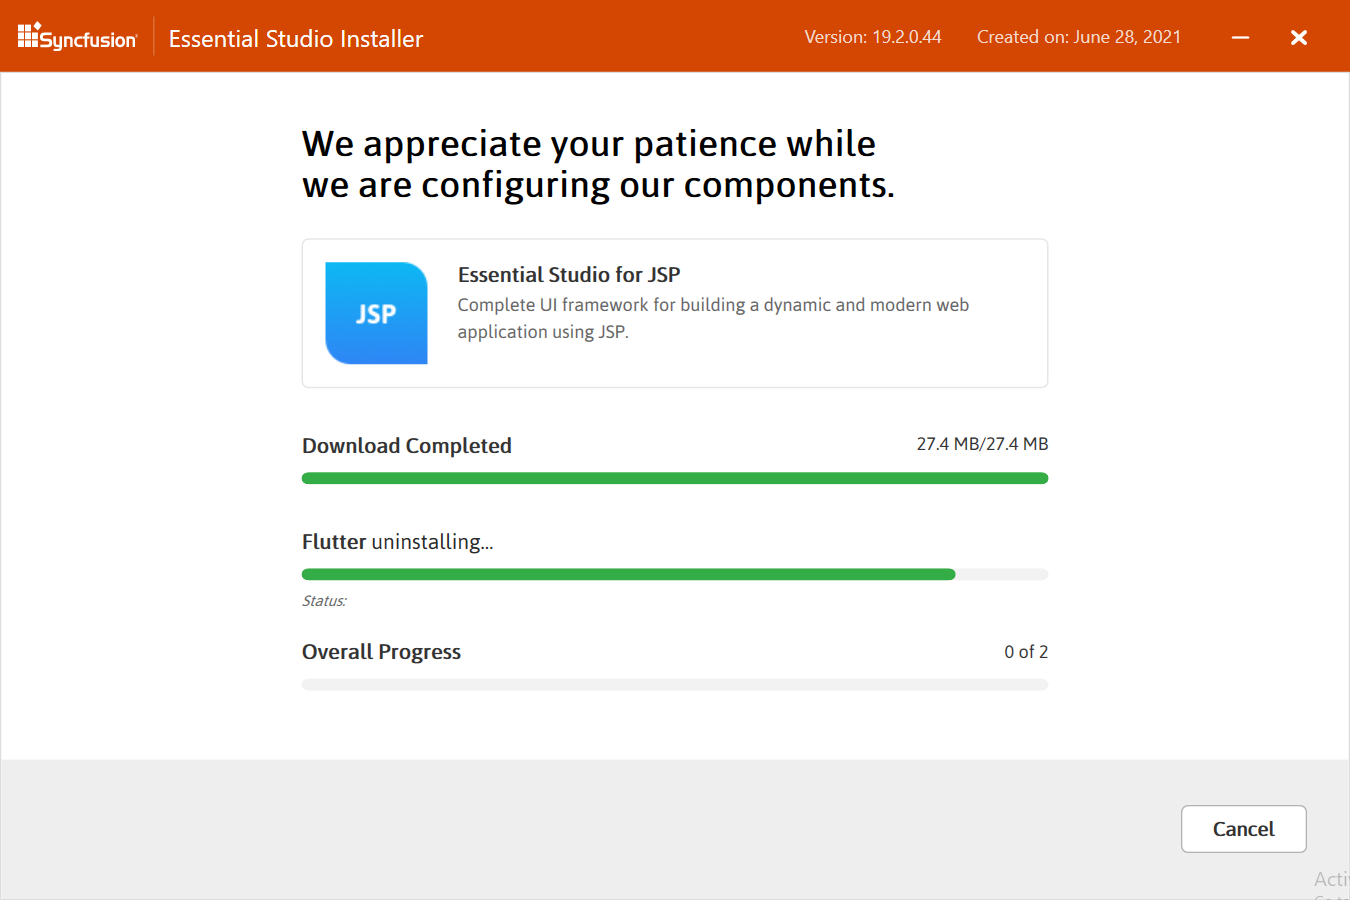 Syncfusion
Essential Studio Installer
Version: 19.2.0.44
Created on: June 28, 2021
We appreciate your patience while
we are configuring our components.
JSP
Essential Studio for JSP
Complete UI framework for building a dynamic and modern web
application using JSP.
Download Completed
27.4 MB/27.4 MB
Flutter uninstalling...
Status:
Overall Progress
0 of 2
Cancel